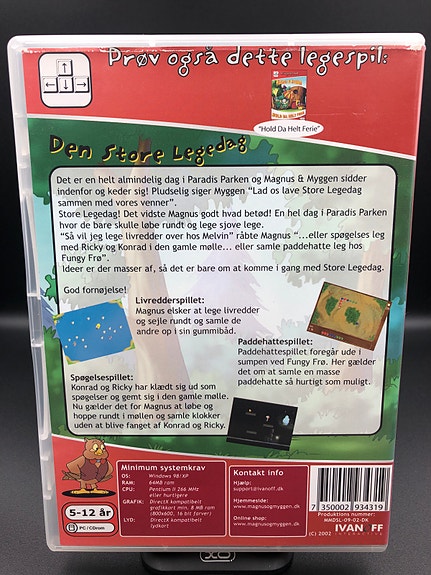 Prøv også dette legespil:
"Hold Da Helt Ferie"
Den Store Legedag
Det er en helt almindelig dag i Paradis Parken og Magnus & Myggen sidder
indenfor og keder sig! Pludselig siger Myggen "Lad os lave Store Legedag
sammen med vores venner".
Store Legedag! Det vidste Magnus godt hvad betød! En hel dag i Paradis Parken
hvor de bare skulle løbe rundt og lege sjove lege.
"Så vil jeg lege livredder over hos Melvin" råbte Magnus "...eller spøgelses leg
med Ricky og Konrad i den gamle mølle... eller samle paddehatte leg hos
Fungy Frø".
Ideer er der masser af, så det er bare om at komme i gang med Store Legedag.
God fornøjelse!
Livredderspillet:
Magnus elsker at lege livredder
og sejle rundt og samle de
andre op i sin gummibåd.
Paddehattespillet:
Paddehattespillet foregår ude i
sumpen ved Fungy Frø. Her gælder
det om at samle en masse
paddehatte så hurtigt som muligt.
Spøgelsespillet:
Konrad og Ricky har klædt sig ud som
spøgelser og gemt sig i den gamle mølle.
Nu gælder det for Magnus at løbe og
hoppe rundt i møllen og samle klokker
uden at blive fanget af Konrad og Ricky.
5-12 år
PC / CDrom
Minimum systemkrav
OS: Windows 98/XP
RAM: 64MB ram
CPU: Pentium II 266 MHz
eller hurtigere
GRAFIK: DirectX kompatibelt
grafikkort min. 8 MB ram
(800x600, 16 bit farver)
LYD: DirectX kompatibelt
lydkort
Kontakt info
Hjælp:
support@ivanoff.dk
Hjemmeside:
www.magnusogmyggen.dk
Online shop:
www.magnusogmyggen.dk
7 350002 934319
Produktions nummer:
MMDSL-09-02-DK
IVAN FF
INTERACTIVE
(C) 2002